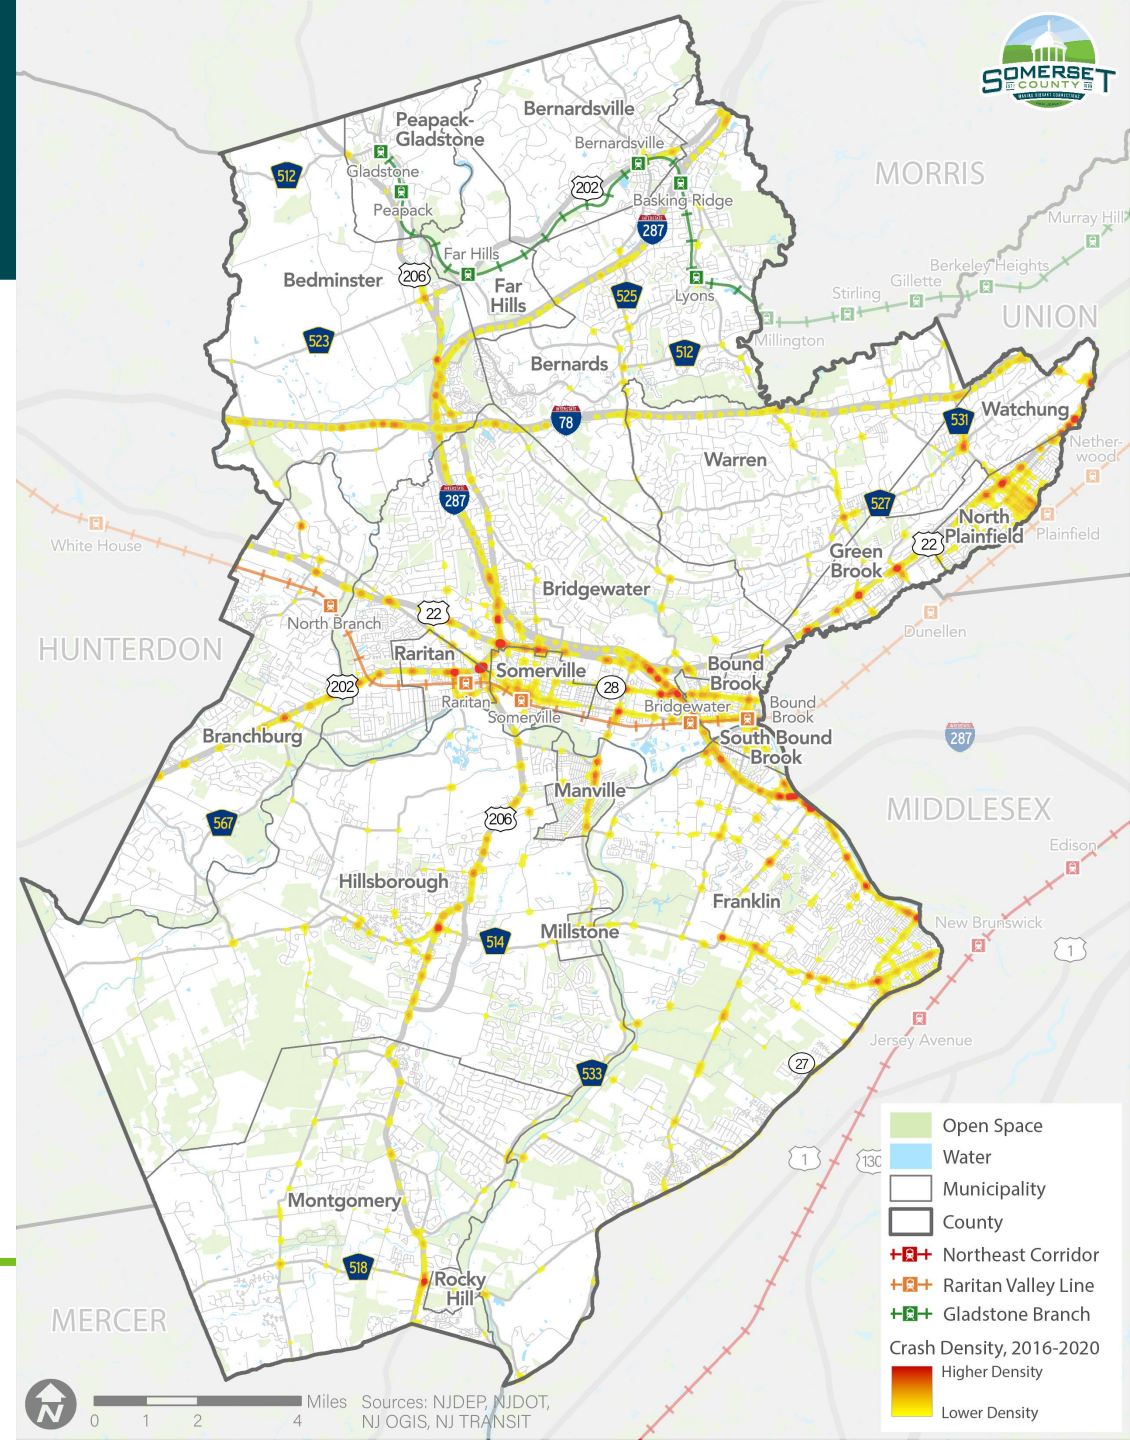 SOMERSET
COUNTY
Bernardsville
Peapack-
Gladstone
MORRIS
Bernardsville
Gladstone
512
202
Basking Ridge
Peapack
Murray Hill
287
Far Hills
Berkeley Heights
Gillette
Bedminster
206
Far
Hills
525
Lyons
Stirling
UNION
523
Millington
512
Bernards
Watchung
78
531
Nether-
wood
Warren
287
527
North
Plainfield
Plainfield
White House
22
Green
Brook
Bridgewater
22
North Branch
Dunellen
HUNTERDON
Raritan
Somerville
Bound
Brook
202
28
Raritan
Somerville
Bridgewater
Bound
Brook
Branchburg
South Bound
Brook
287
Manville
MIDDLESEX
567
206
Edison
Hillsborough
Franklin
New Brunswick
514
Millstone
1
Jersey Avenue
27
533
1
130
Montgomery
518
Rocky
Hill
MERCER
Open Space
Water
Municipality
County
Northeast Corridor
Raritan Valley Line
Gladstone Branch
Crash Density, 2016-2020
Higher Density
Lower Density
N
Miles
0 1 2 4
Sources: NJDEP, NJDOT,
NJ OGIS, NJ TRANSIT